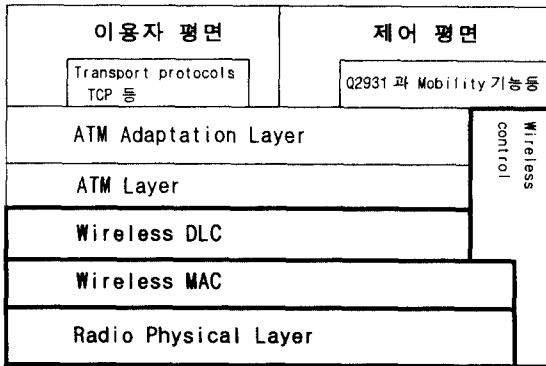 이용자 평면
제어 평면
Transport protocols
TCP 등
Q2931 과 Mobility 기능등
ATM Adaptation Layer
Wireless
control
ATM Layer
Wireless DLC
Wireless MAC
Radio Physical Layer